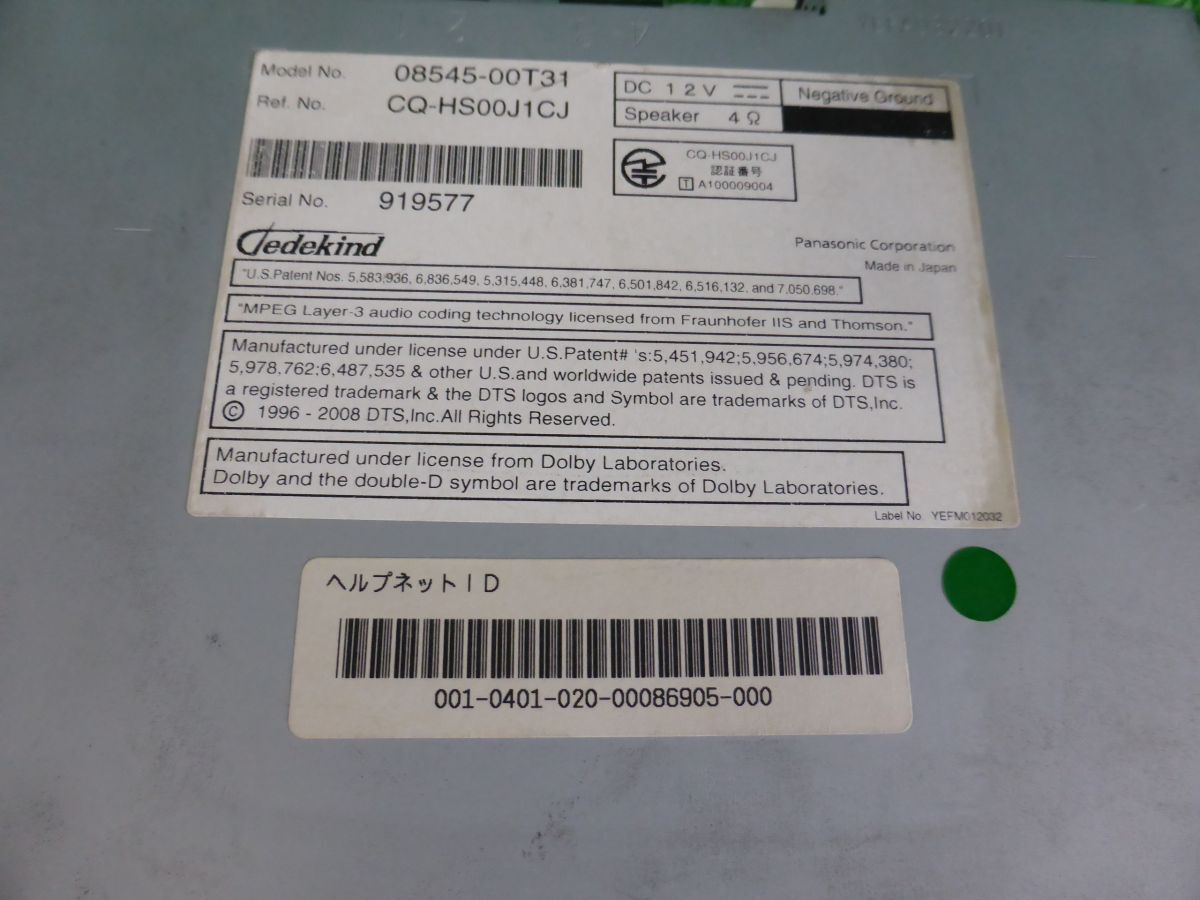 Model No. 08545-00T31
Ref. No. CQ-HS00J1CJ
DC 12V
Negative Ground
Speaker 4Ω
CQ-HS00J1CJ
認証番号
T A100009004
Serial No. 919577
Gedekind
Panasonic Corporation
Made in Japan
"U.S.Patent Nos. 5,583,936, 6,836,549, 5,315,448, 6,381,747, 6,501,842, 6,516,132, and 7,050,698."
"MPEG Layer-3 audio coding technology licensed from Fraunhofer IIS and Thomson."
Manufactured under license under U.S.Patent# 's:5,451,942;5,956,674;5,974,380;
5,978,762;6,487,535 & other U.S.and worldwide patents issued & pending. DTS is
a registered trademark & the DTS logos and Symbol are trademarks of DTS,Inc.
© 1996 - 2008 DTS,Inc.All Rights Reserved.
Manufactured under license from Dolby Laboratories.
Dolby and the double-D symbol are trademarks of Dolby Laboratories.
Label No YEFM012032
ヘルプネットID
001-0401-020-00086905-000